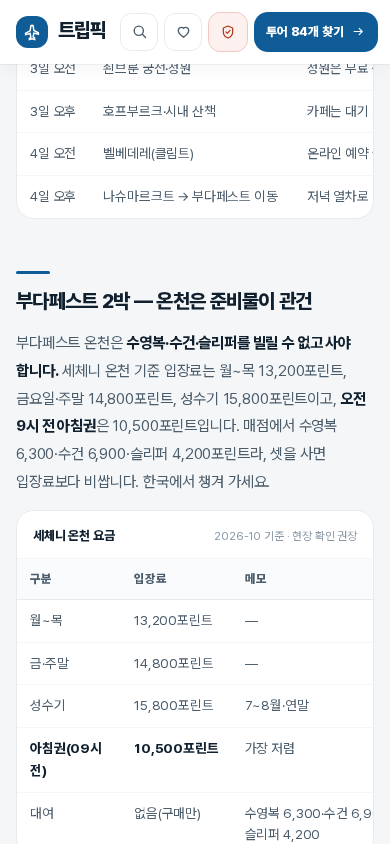 트립픽
투어 84개 찾기 →
3일 오전 쇤브룬 궁전·정원 정원은 무료
3일 오후 호프부르크·시내 산책 카페는 대기
4일 오전 벨베데레(클림트) 온라인 예약
4일 오후 나슈마르크트 → 부다페스트 이동 저녁 열차로
부다페스트 2박 — 온천은 준비물이 관건
부다페스트 온천은 수영복·수건·슬리퍼를 빌릴 수 없고 사야
합니다. 세체니 온천 기준 입장료는 월~목 13,200포린트,
금요일·주말 14,800포린트, 성수기 15,800포린트이고, 오전
9시 전 아침권은 10,500포린트입니다. 매점에서 수영복
6,300·수건 6,900·슬리퍼 4,200포린트라, 셋을 사면
입장료보다 비쌉니다. 한국에서 챙겨 가세요.
세체니 온천 요금 2026-10 기준 · 현장 확인 권장
구분 입장료 메모
월~목 13,200포린트 —
금·주말 14,800포린트 —
성수기 15,800포린트 7~8월·연말
아침권(09시 10,500포린트 가장 저렴
전)
대여 없음(구매만) 수영복 6,300·수건 6,9
슬리퍼 4,200